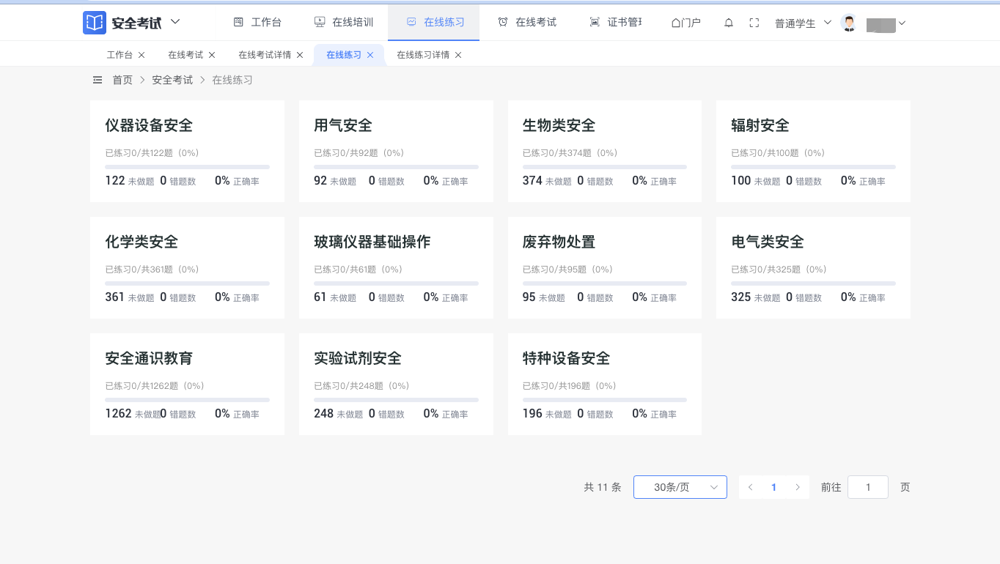 安全考试 工作台 在线培训 在线练习 在线考试 证书管理 门户 普通学生
工作台 在线考试 在线考试详情 在线练习 在线练习详情
首页 > 安全考试 > 在线练习
仪器设备安全
已练习0/共122题（0%）
122 未做题 0 错题数 0% 正确率
用气安全
已练习0/共92题（0%）
92 未做题 0 错题数 0% 正确率
生物类安全
已练习0/共374题（0%）
374 未做题 0 错题数 0% 正确率
辐射安全
已练习0/共100题（0%）
100 未做题 0 错题数 0% 正确率
化学类安全
已练习0/共361题（0%）
361 未做题 0 错题数 0% 正确率
玻璃仪器基础操作
已练习0/共61题（0%）
61 未做题 0 错题数 0% 正确率
废弃物处置
已练习0/共95题（0%）
95 未做题 0 错题数 0% 正确率
电气类安全
已练习0/共325题（0%）
325 未做题 0 错题数 0% 正确率
安全通识教育
已练习0/共1262题（0%）
1262 未做题 0 错题数 0% 正确率
实验试剂安全
已练习0/共248题（0%）
248 未做题 0 错题数 0% 正确率
特种设备安全
已练习0/共196题（0%）
196 未做题 0 错题数 0% 正确率
共 11 条 30条/页 < 1 > 前往 1 页